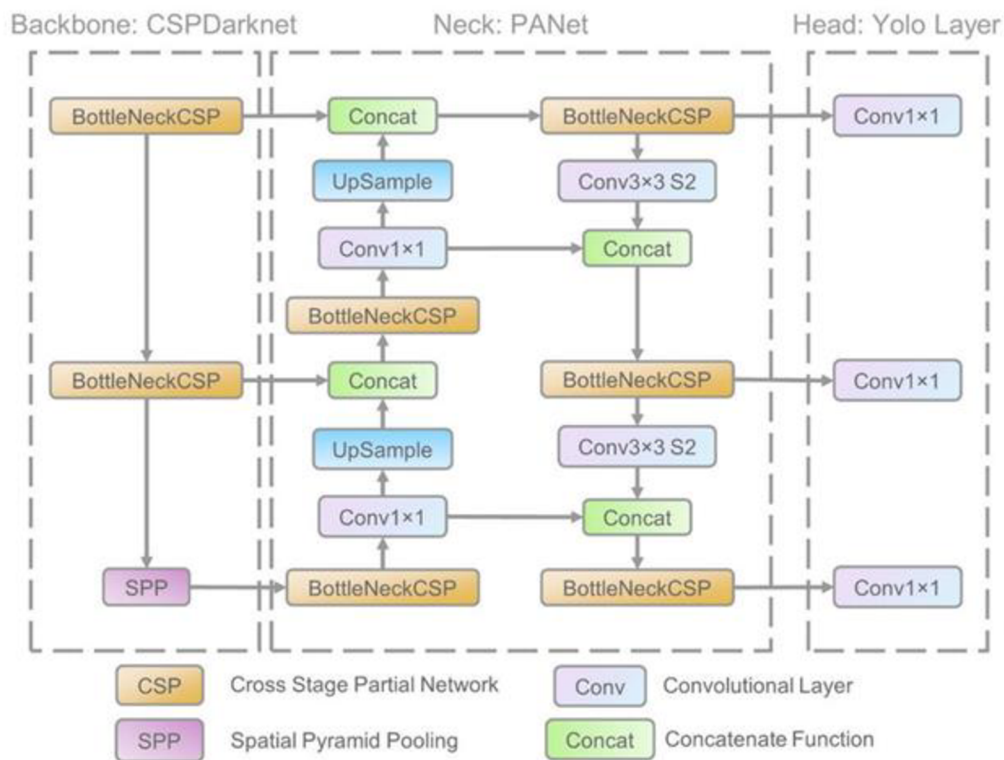 Backbone: CSPDarknet Neck: PANet Head: Yolo Layer
BottleNeckCSP Concat BottleNeckCSP Conv1×1
UpSample Conv3×3 S2
Conv1×1 Concat
BottleNeckCSP
BottleNeckCSP Concat BottleNeckCSP Conv1×1
UpSample Conv3×3 S2
Conv1×1 Concat
SPP BottleNeckCSP BottleNeckCSP Conv1×1
CSP Cross Stage Partial Network Conv Convolutional Layer
SPP Spatial Pyramid Pooling Concat Concatenate Function